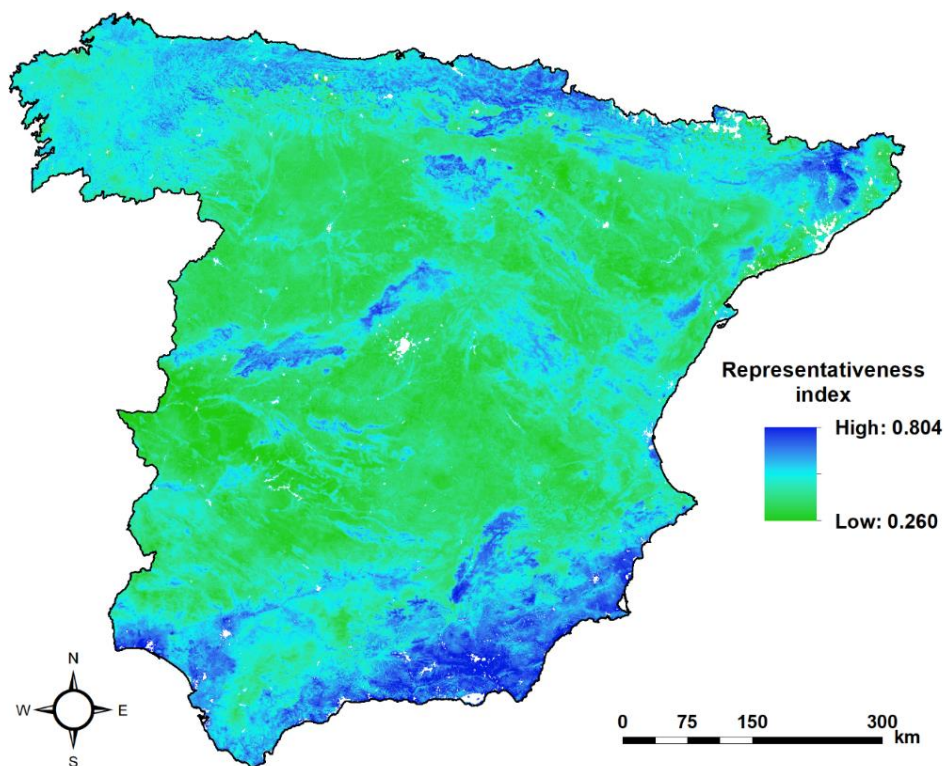 Representativeness
index
High: 0.804
Low: 0.260
N
W E
S
0 75 150 300
km